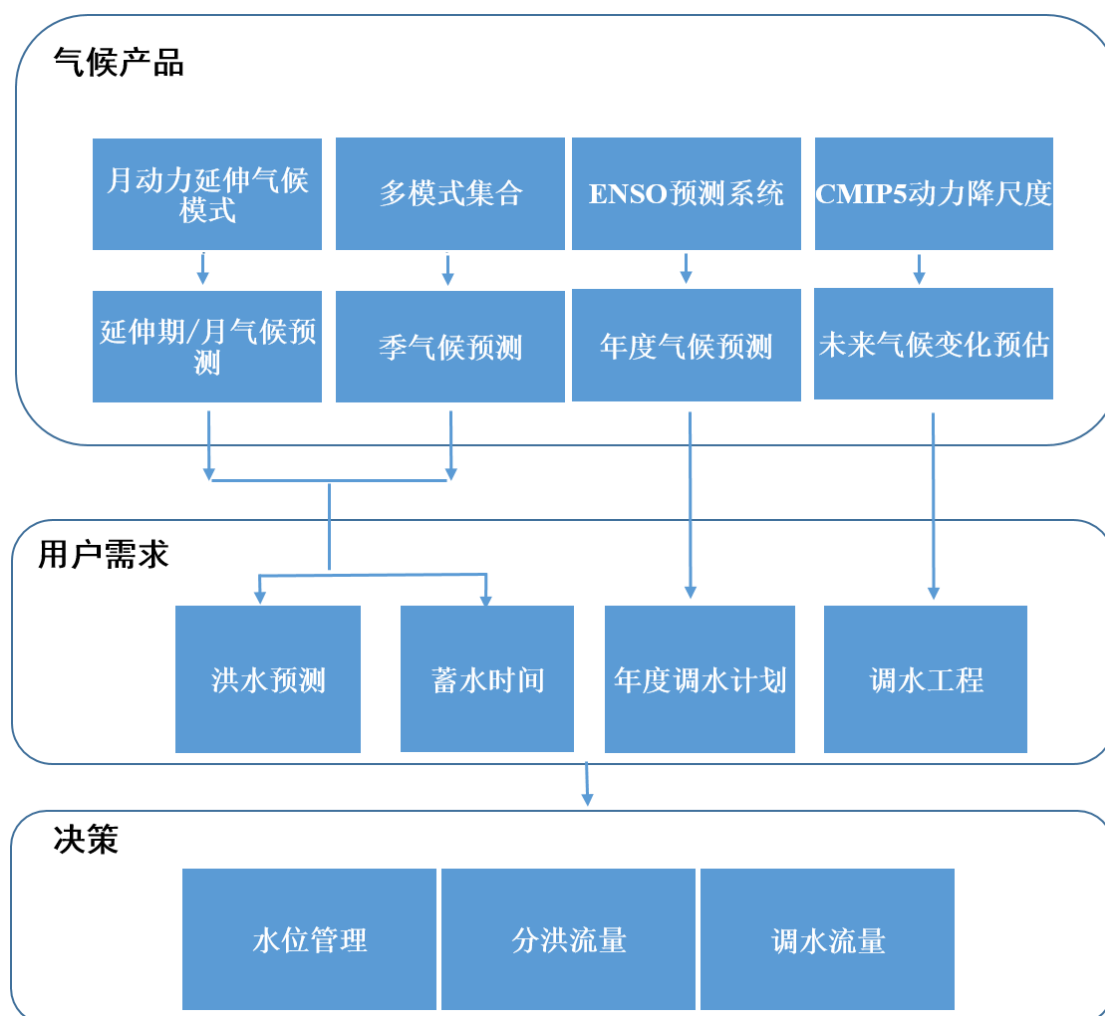 气候产品
月动力延伸气候
模式
多模式集合
ENSO预测系统
CMIP5动力降尺度
延伸期/月气候预
测
季气候预测
年度气候预测
未来气候变化预估
用户需求
洪水预测
蓄水时间
年度调水计划
调水工程
决策
水位管理
分洪流量
调水流量